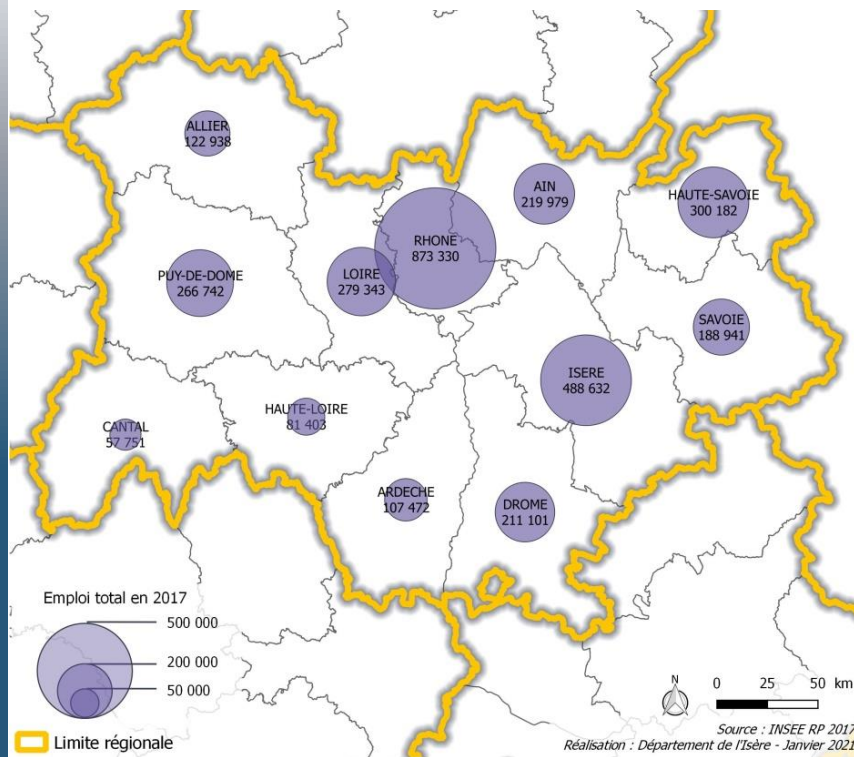 ALLIER
122 938
AIN
219 979
HAUTE-SAVOIE
300 182
RHONE
873 330
PUY-DE-DOME
266 742
LOIRE
279 343
SAVOIE
188 941
ISERE
488 632
CANTAL
57 751
HAUTE-LOIRE
81 403
ARDECHE
107 472
DROME
211 101
Emploi total en 2017
500 000
200 000
50 000
Limite régionale
N
0 25 50 km
Source : INSEE RP 2017
Réalisation : Département de l'Isère - Janvier 2021